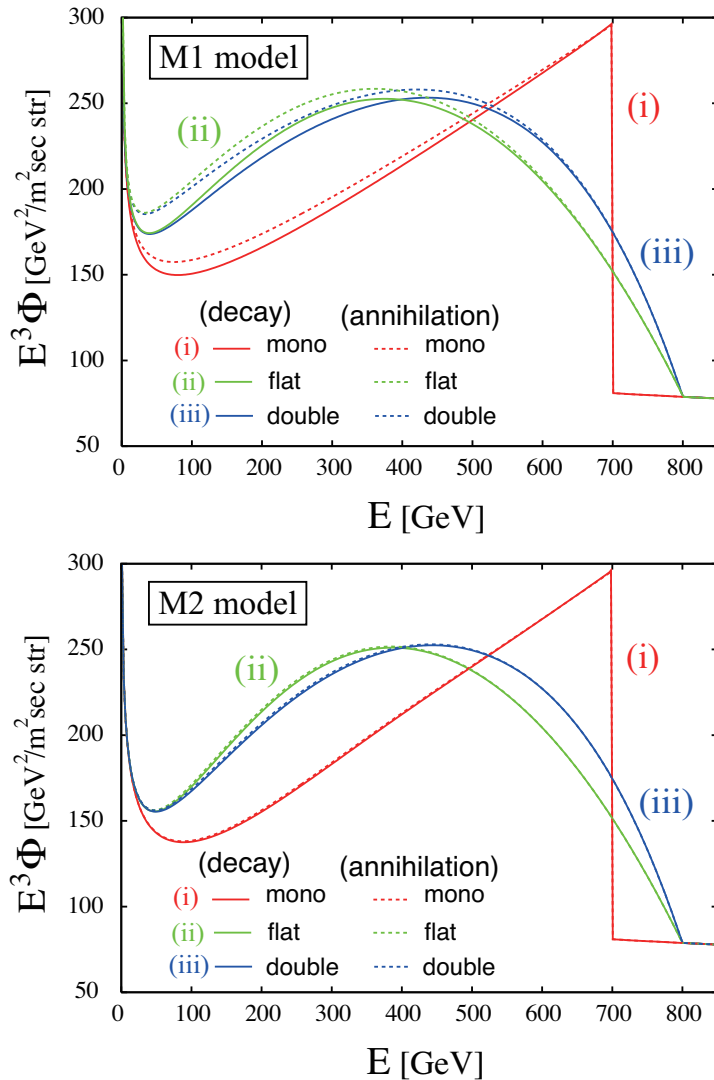 M1 model
300
250
200
150
100
50
E³Φ [GeV²/m²sec str]
(i)
(ii)
(iii)
(decay) (annihilation)
(i) mono mono
(ii) flat flat
(iii) double double
0 100 200 300 400 500 600 700 800
E [GeV]
M2 model
300
250
200
150
100
50
E³Φ [GeV²/m²sec str]
(i)
(ii)
(iii)
(decay) (annihilation)
(i) mono mono
(ii) flat flat
(iii) double double
0 100 200 300 400 500 600 700 800
E [GeV]